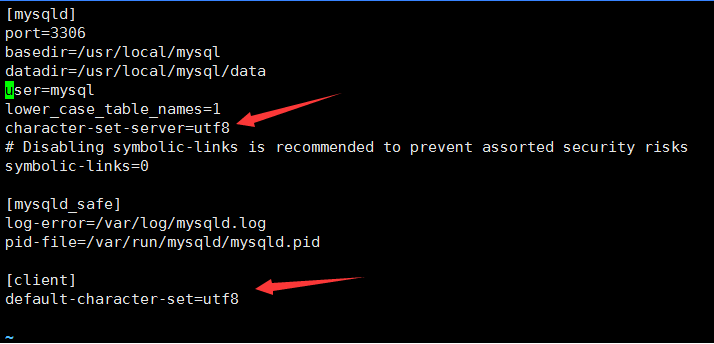 [mysqld]
port=3306
basedir=/usr/local/mysql
datadir=/usr/local/mysql/data
user=mysql
lower_case_table_names=1
character-set-server=utf8
# Disabling symbolic-links is recommended to prevent assorted security risks
symbolic-links=0
[mysqld_safe]
log-error=/var/log/mysqld.log
pid-file=/var/run/mysqld/mysqld.pid
[client]
default-character-set=utf8
~